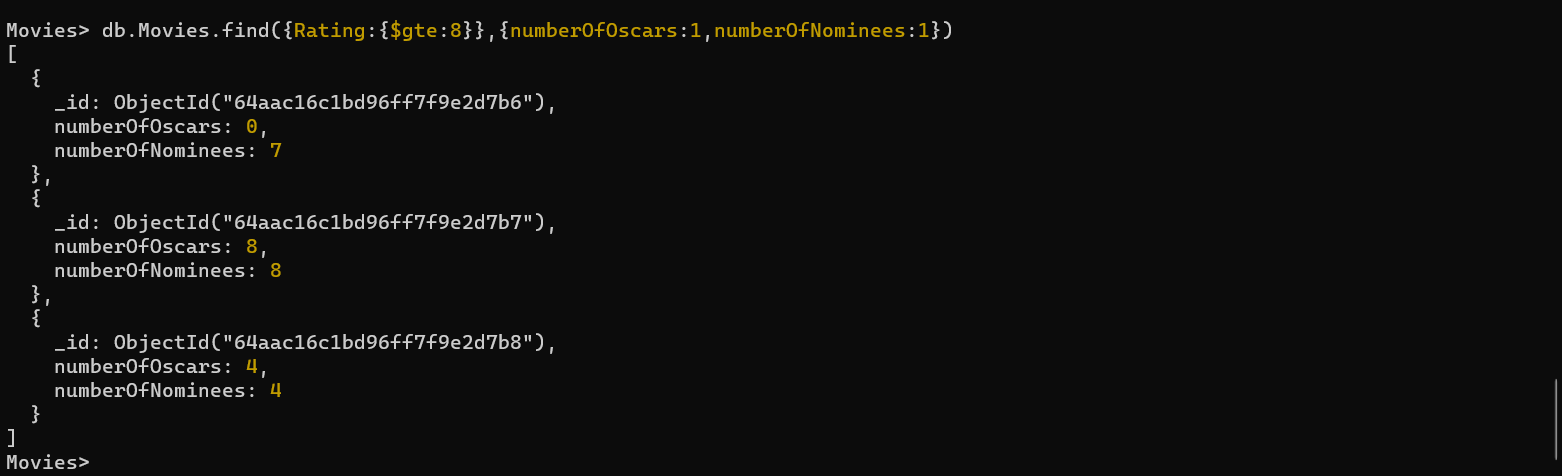 Movies> db.Movies.find({Rating:{$gte:8}},{numberOfOscars:1,numberOfNominees:1})
[
  {
    _id: ObjectId("64aac16c1bd96ff7f9e2d7b6"),
    numberOfOscars: 0,
    numberOfNominees: 7
  },
  {
    _id: ObjectId("64aac16c1bd96ff7f9e2d7b7"),
    numberOfOscars: 8,
    numberOfNominees: 8
  },
  {
    _id: ObjectId("64aac16c1bd96ff7f9e2d7b8"),
    numberOfOscars: 4,
    numberOfNominees: 4
  }
]
Movies>